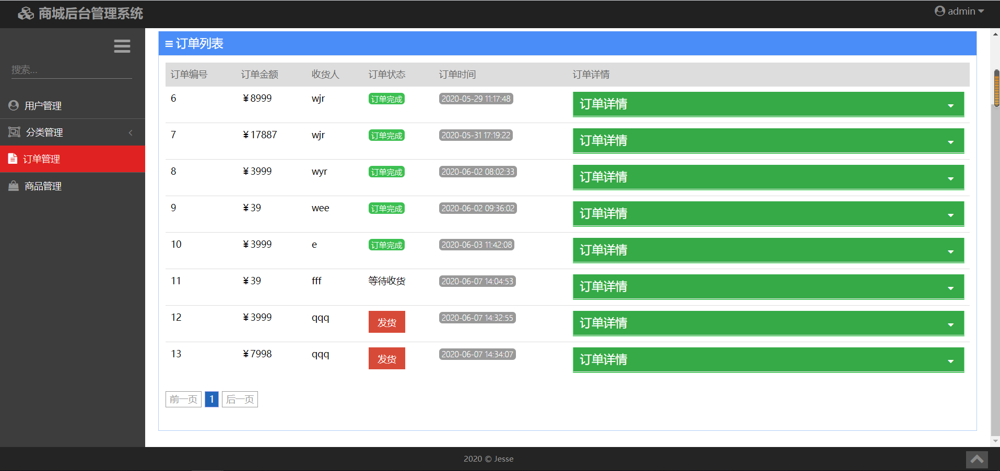 商城后台管理系统
admin
搜索...
用户管理
分类管理
订单管理
商品管理
订单列表
订单编号 订单金额 收货人 订单状态 订单时间 订单详情
6 ¥8999 wjr 订单完成 2020-05-29 11:17:48 订单详情
7 ¥17887 wjr 订单完成 2020-05-31 17:19:22 订单详情
8 ¥3999 wyr 订单完成 2020-06-02 08:02:33 订单详情
9 ¥39 wee 订单完成 2020-06-02 09:36:02 订单详情
10 ¥3999 e 订单完成 2020-06-03 11:42:08 订单详情
11 ¥39 fff 等待收货 2020-06-07 14:04:53 订单详情
12 ¥3999 qqq 发货 2020-06-07 14:32:55 订单详情
13 ¥7998 qqq 发货 2020-06-07 14:34:07 订单详情
前一页 1 后一页
2020 © Jesse